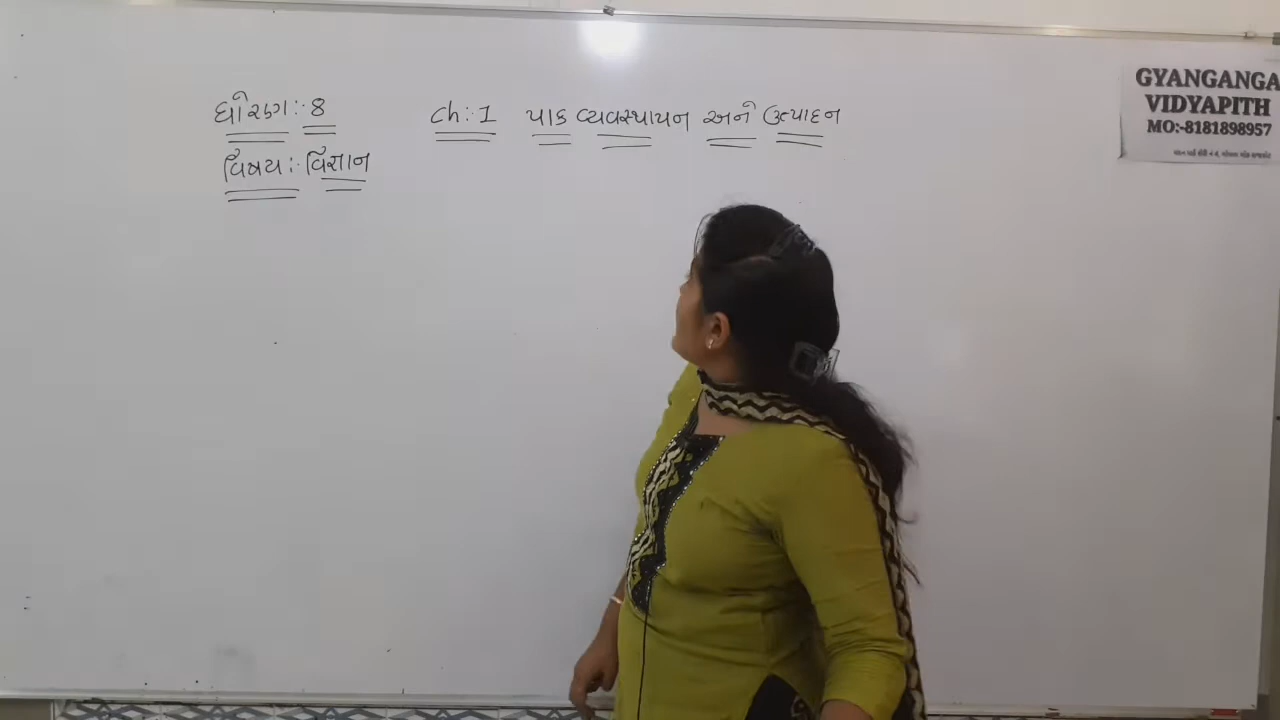 ધોરણ :- 8
Ch :- 1 પાક વ્યવસ્થાપન અને ઉત્પાદન
વિષય :- વિજ્ઞાન
GYANGANGA
VIDYAPITH
MO:-8181898957